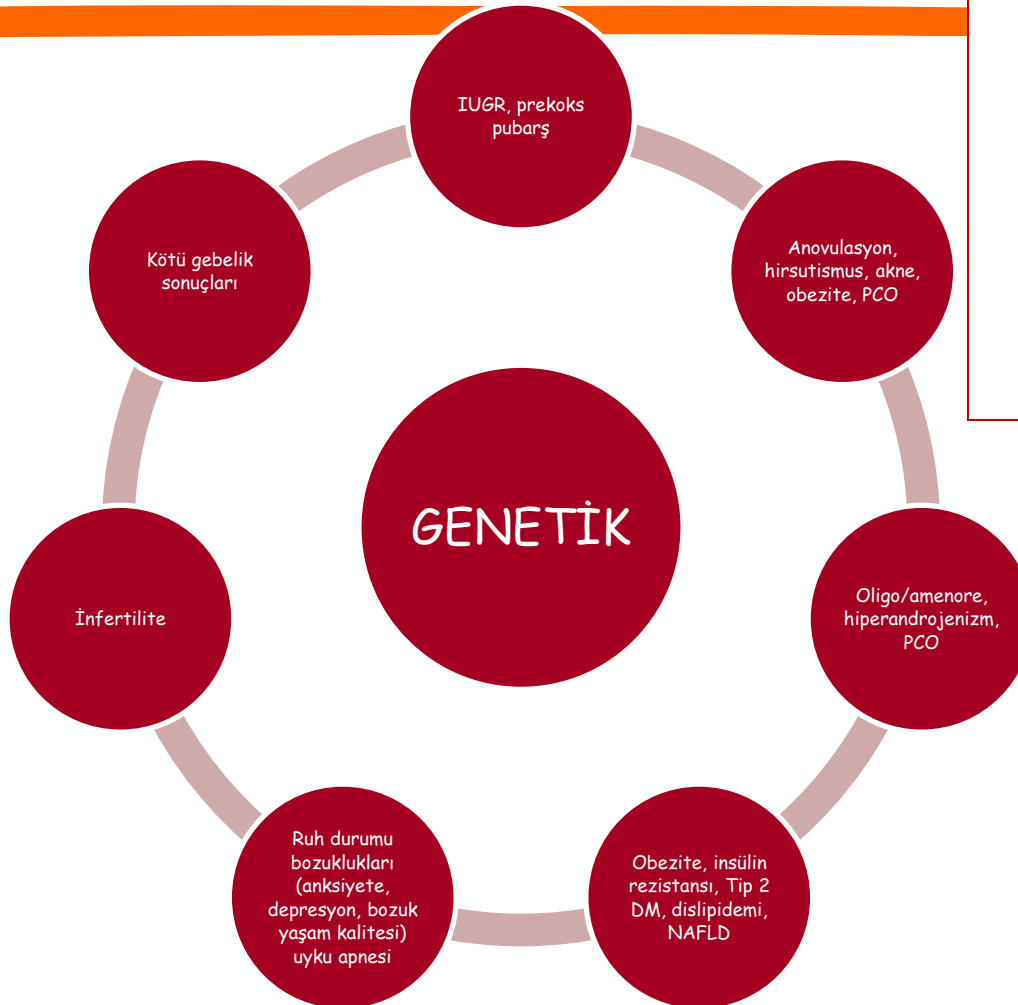 IUGR, prekoks
pubarş
Anovulasyon,
hirsutismus, akne,
obezite, PCO
Oligo/amenore,
hiperandrojenizm,
PCO
Obezite, insülin
rezistansı, Tip 2
DM, dislipidemi,
NAFLD
Ruh durumu
bozuklukları
(anksiyete,
depresyon, bozuk
yaşam kalitesi)
uyku apnesi
İnfertilite
Kötü gebelik
sonuçları
GENETİK